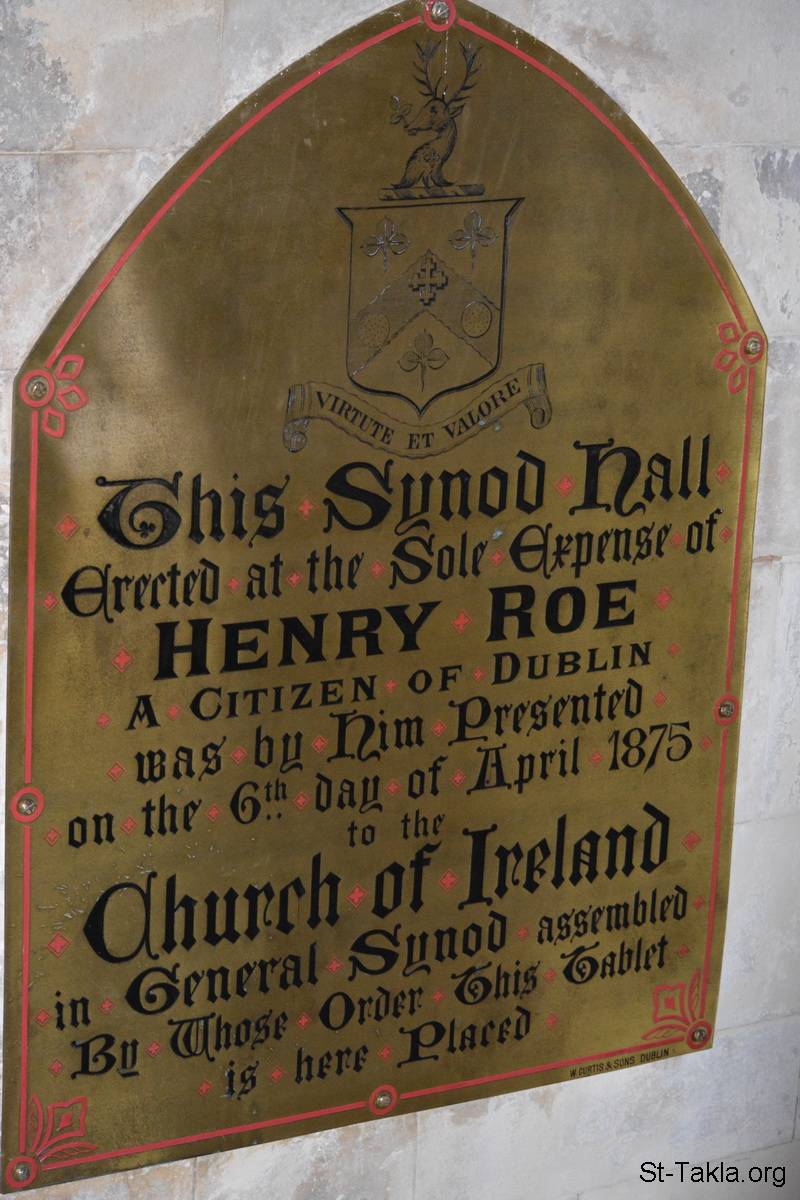 VIRTUTE ET VALORE
This Synod Hall
Erected at the Sole Expense of
HENRY ROE
A CITIZEN OF DUBLIN
was by Him Presented
on the 6th day of April 1875
to the
Church of Ireland
in General Synod assembled
By Whose Order This Tablet
is here Placed
W. CURTIS & SONS DUBLIN
St-Takla.org